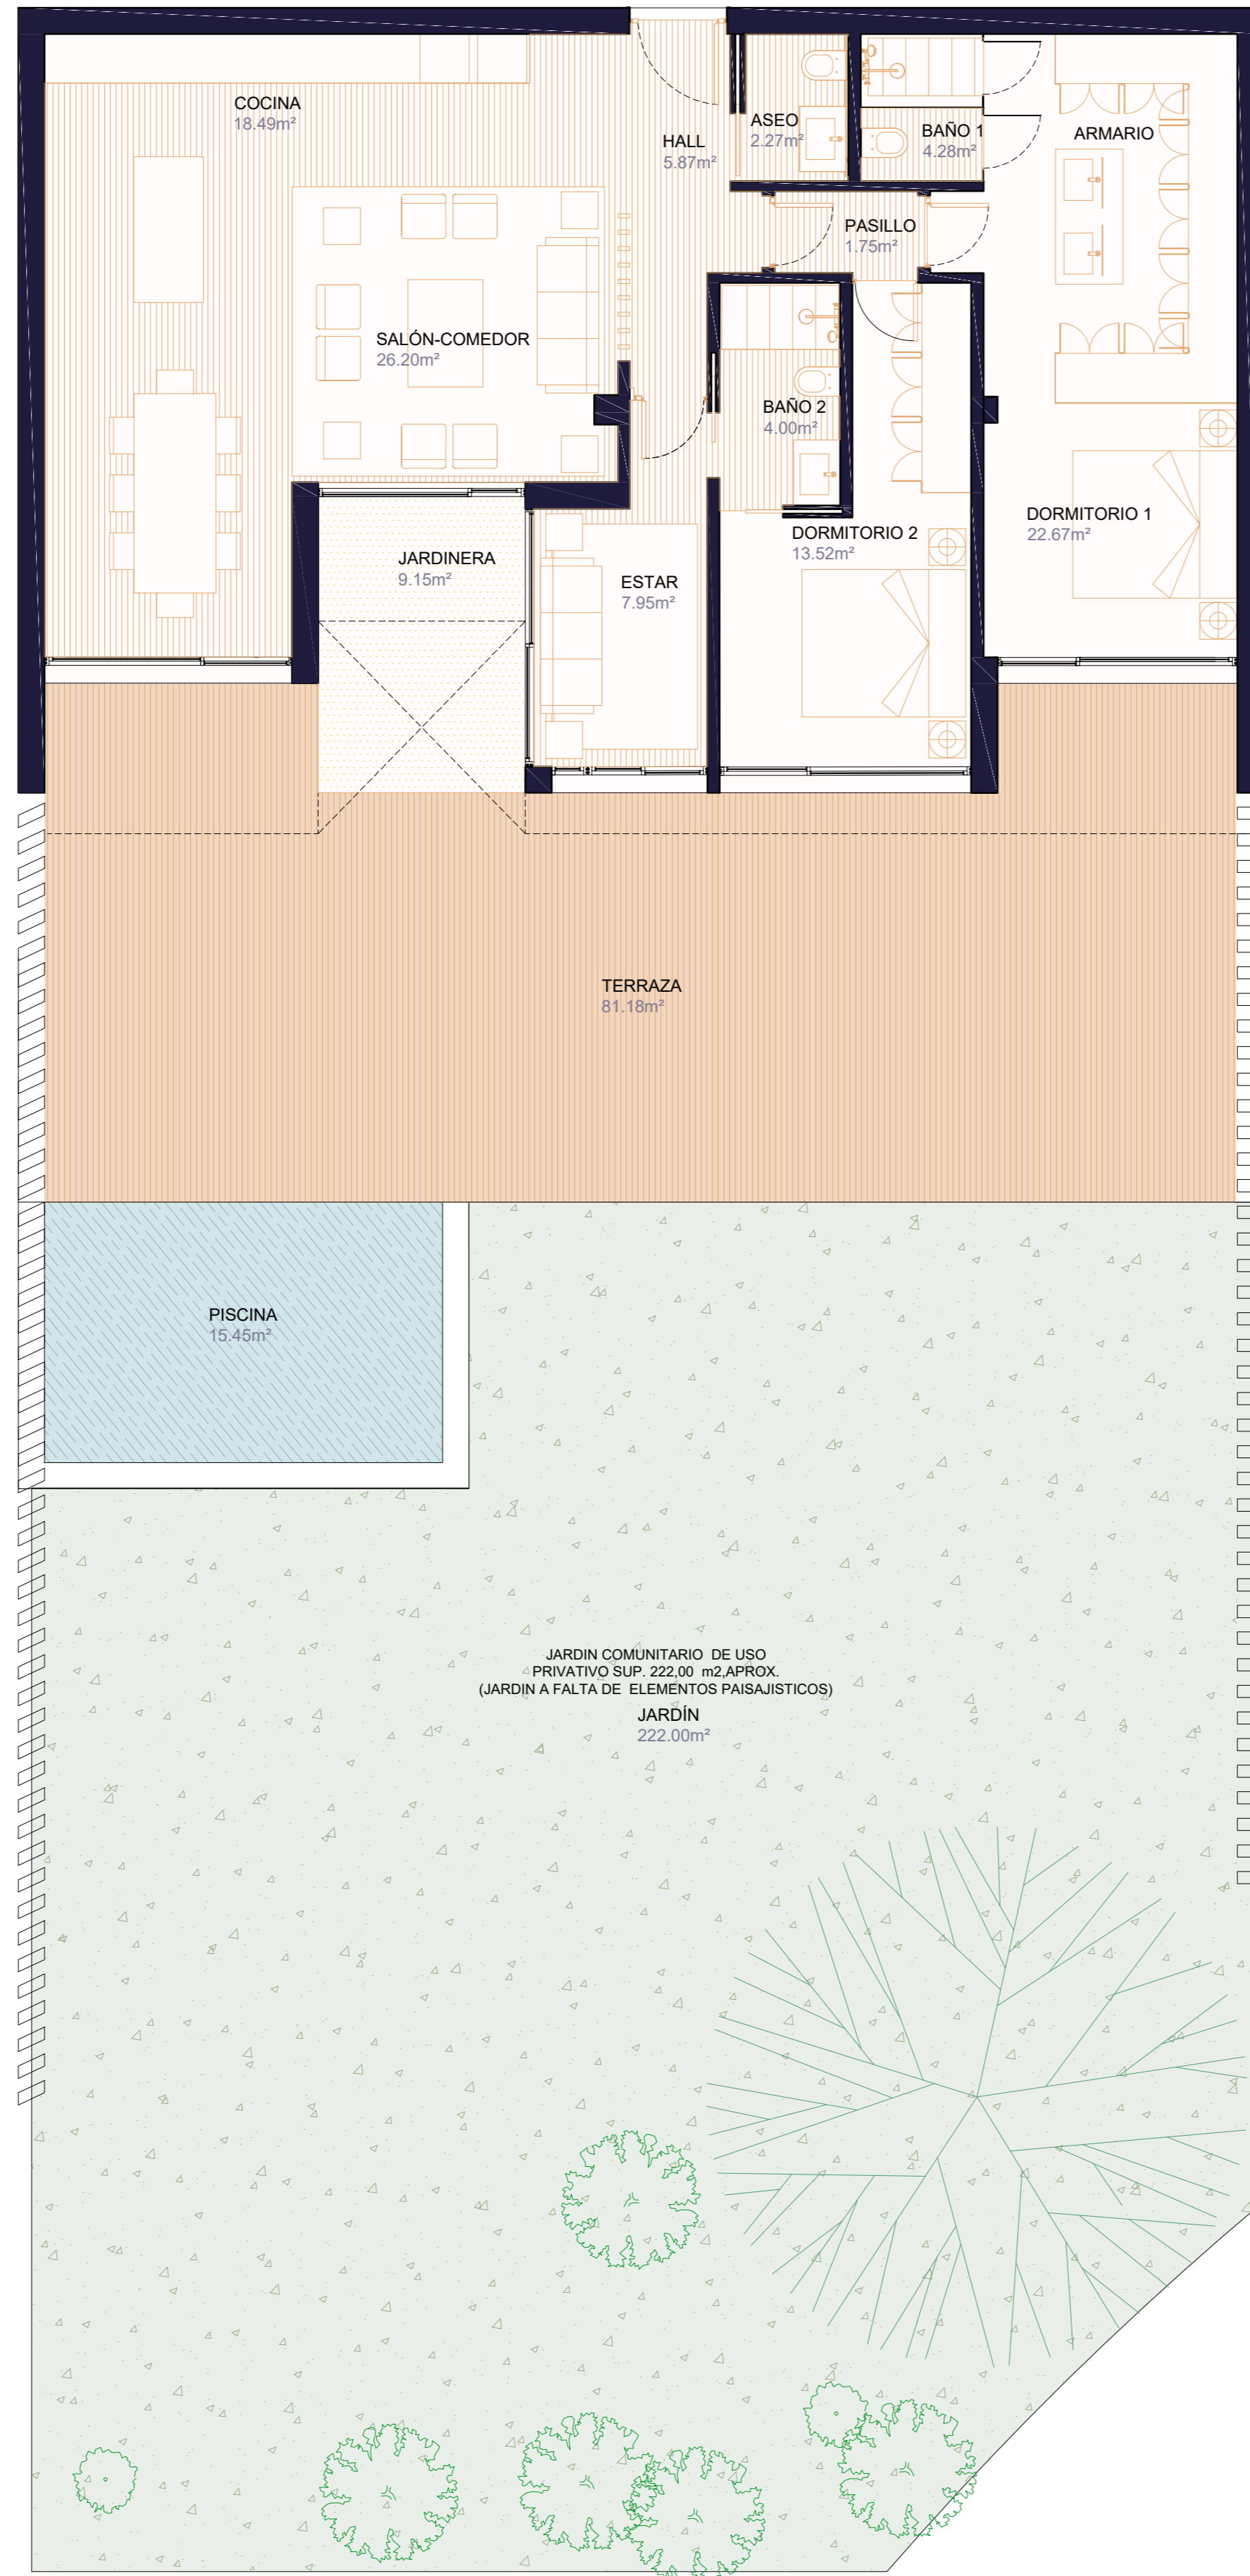 COCINA
18.49m²
HALL
5.87m²
ASEO
2.27m²
BAÑO 1
4.28m²
ARMARIO
PASILLO
1.75m²
SALÓN-COMEDOR
26.20m²
BAÑO 2
4.00m²
JARDINERA
9.15m²
ESTAR
7.95m²
DORMITORIO 2
13.52m²
DORMITORIO 1
22.67m²
TERRAZA
81.18m²
PISCINA
15.45m²
JARDIN COMUNITARIO DE USO
PRIVATIVO SUP. 222,00 m2,APROX.
(JARDIN A FALTA DE ELEMENTOS PAISAJISTICOS)
JARDÍN
222.00m²